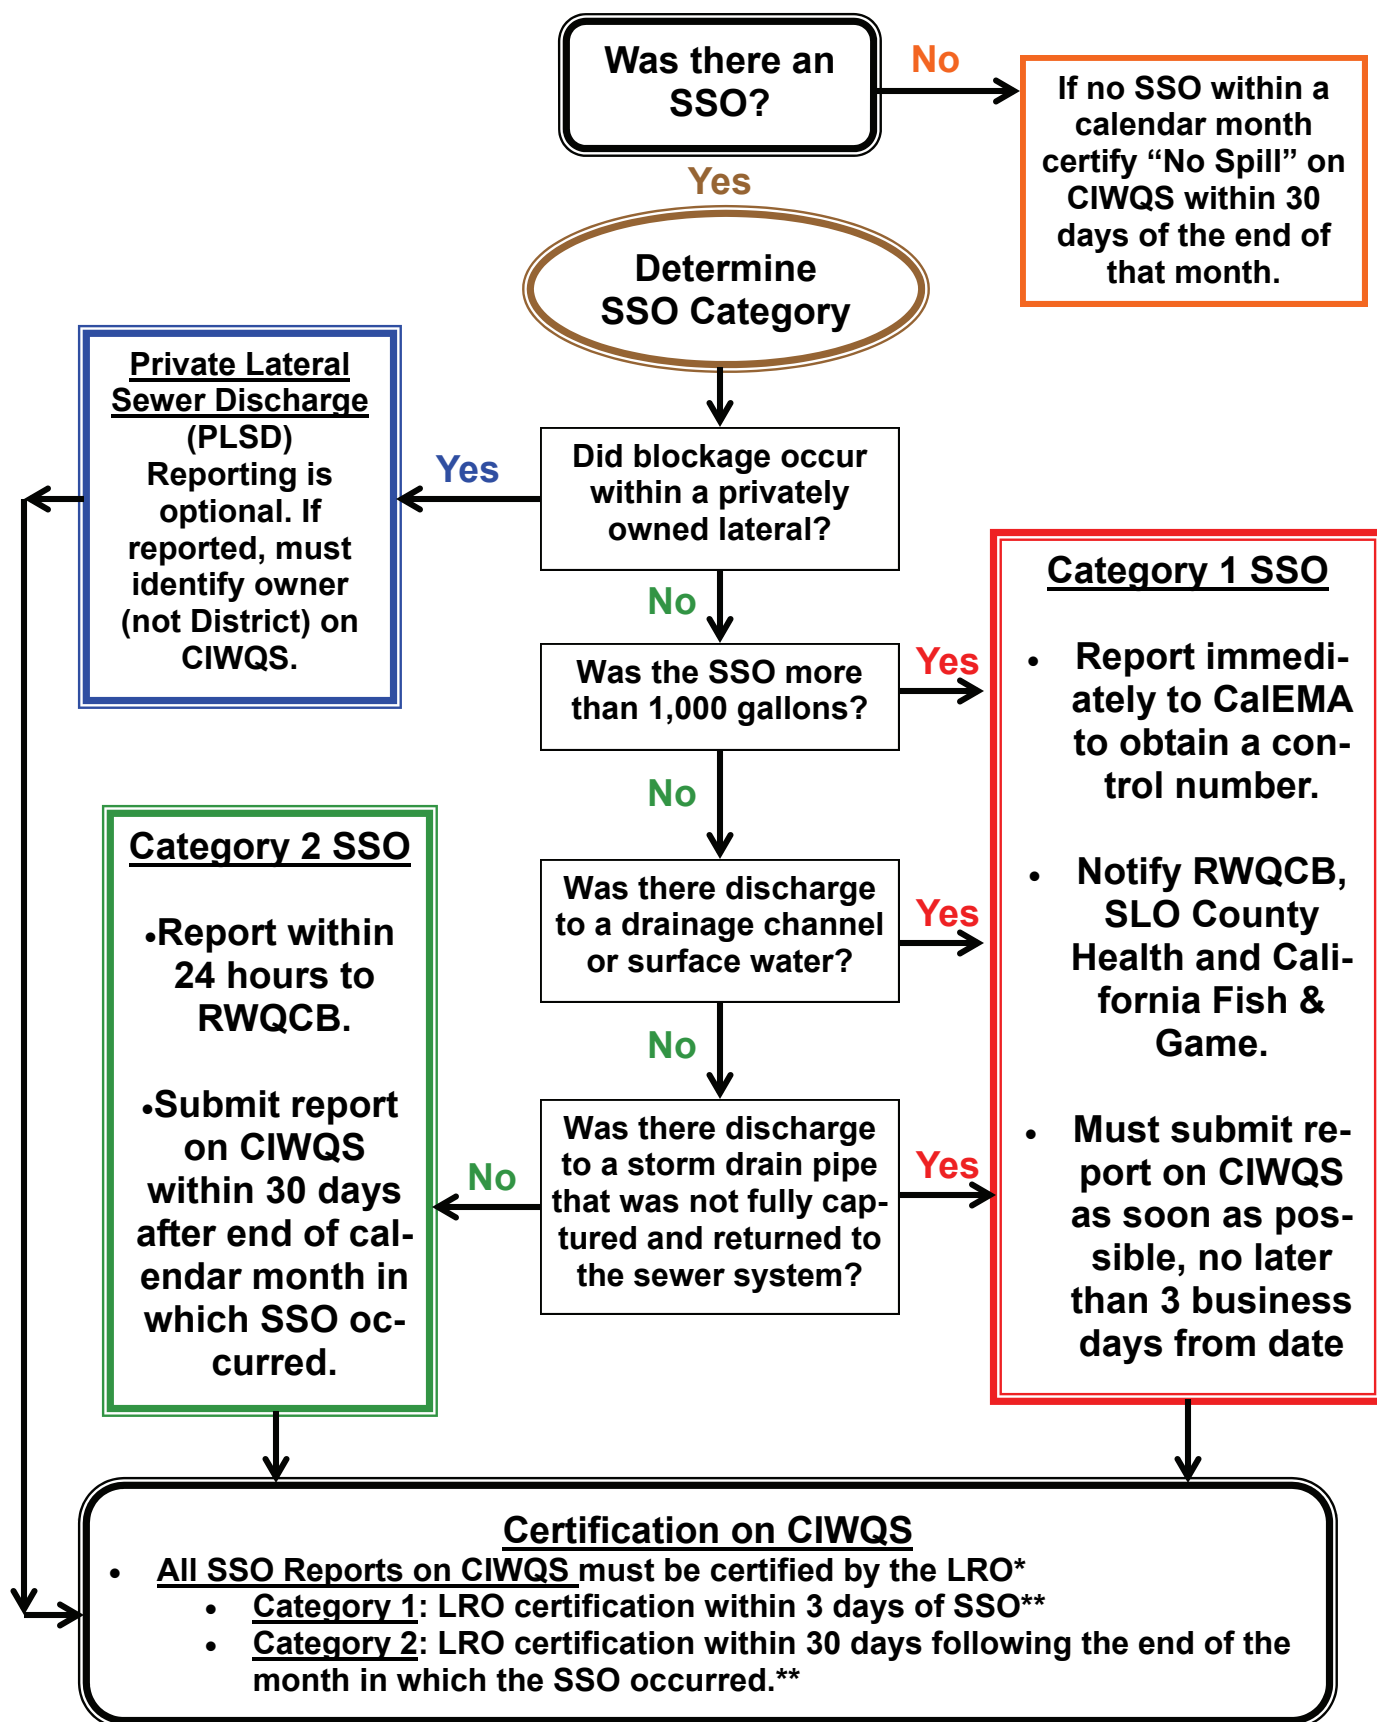 Was there an
SSO?
No
If no SSO within a
calendar month
certify “No Spill” on
CIWQS within 30
days of the end of
that month.
Yes
Determine
SSO Category
Private Lateral
Sewer Discharge
(PLSD)
Reporting is
optional. If
reported, must
identify owner
(not District) on
CIWQS.
Yes
Did blockage occur
within a privately
owned lateral?
No
Was the SSO more
than 1,000 gallons?
Yes
No
Was there discharge
to a drainage channel
or surface water?
Yes
No
Was there discharge
to a storm drain pipe
that was not fully cap-
tured and returned to
the sewer system?
Yes
No
Category 1 SSO
• Report immedi-
ately to CalEMA
to obtain a con-
trol number.
• Notify RWQCB,
SLO County
Health and Cali-
fornia Fish &
Game.
• Must submit re-
port on CIWQS
as soon as pos-
sible, no later
than 3 business
days from date
Category 2 SSO
•Report within
24 hours to
RWQCB.
•Submit report
on CIWQS
within 30 days
after end of cal-
endar month in
which SSO oc-
curred.
Certification on CIWQS
• All SSO Reports on CIWQS must be certified by the LRO*
• Category 1: LRO certification within 3 days of SSO**
• Category 2: LRO certification within 30 days following the end of the
month in which the SSO occurred.**